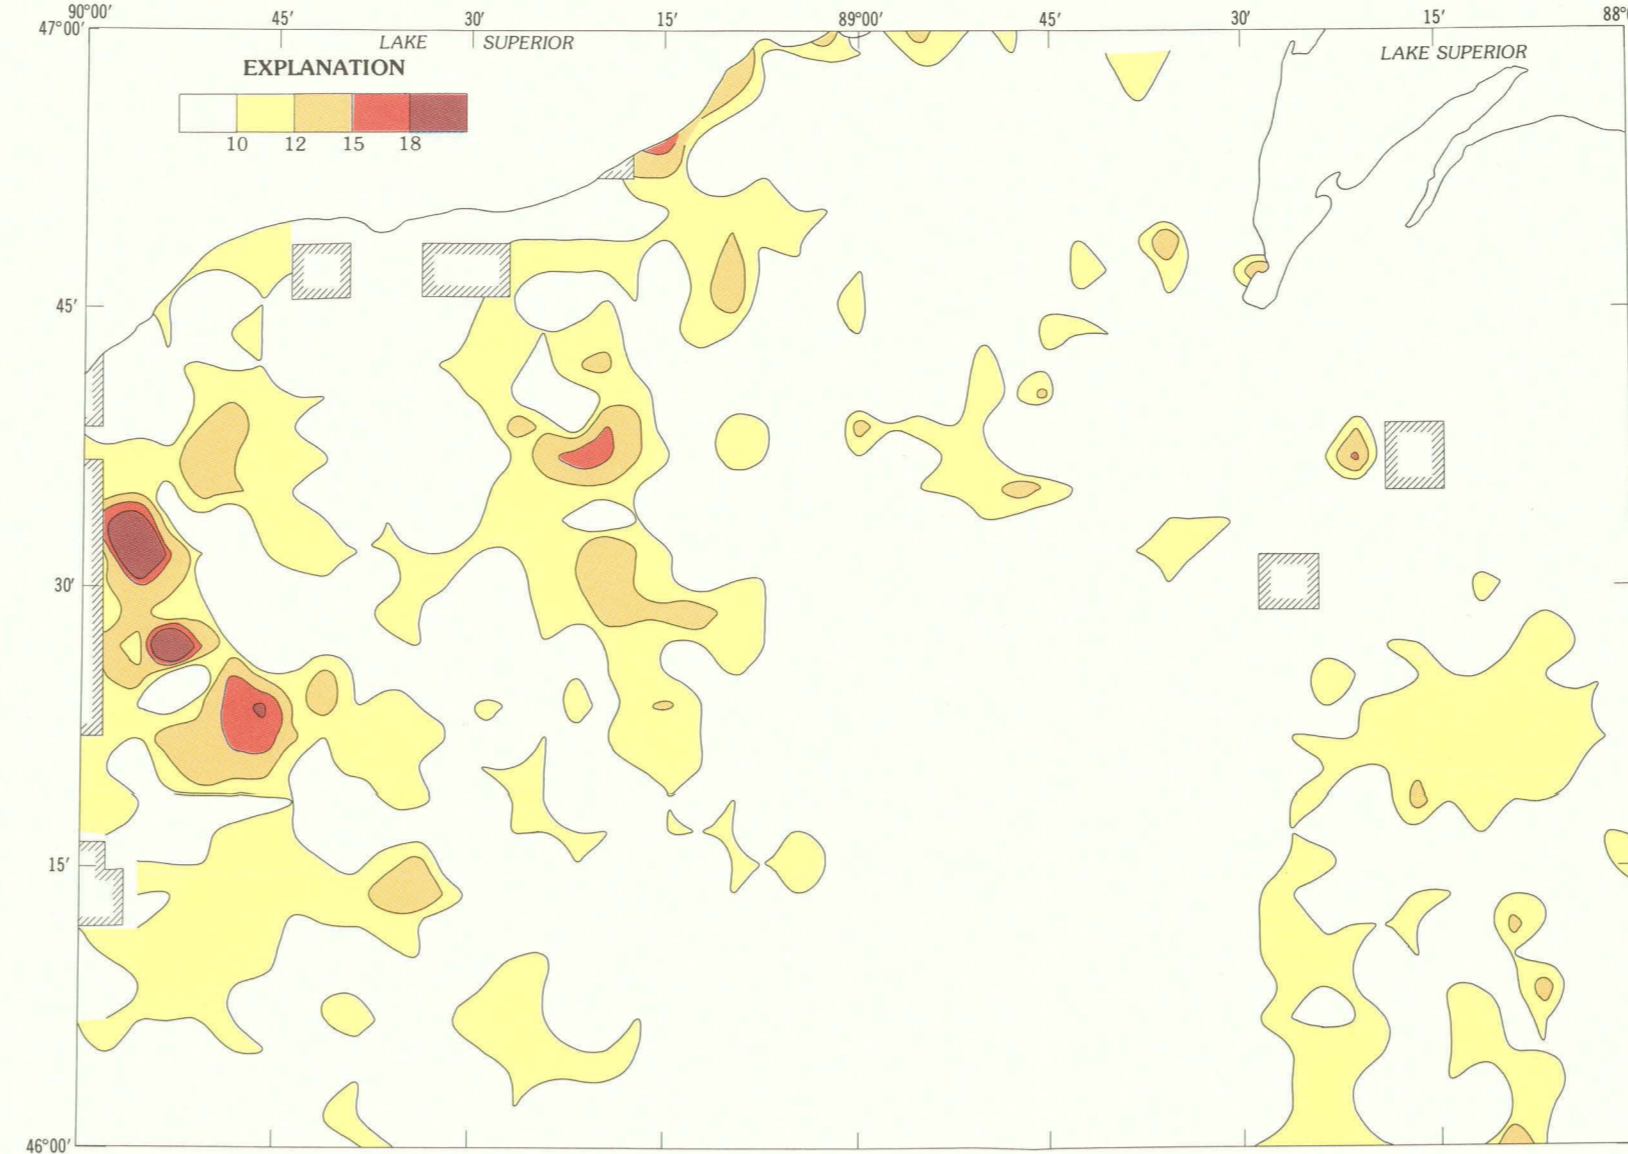 90°00′ 45′ 30′ 15′ 89°00′ 45′ 30′ 15′
47°00′
LAKE SUPERIOR
LAKE SUPERIOR
EXPLANATION
10 12 15 18
45′
30′
15′
46°00′